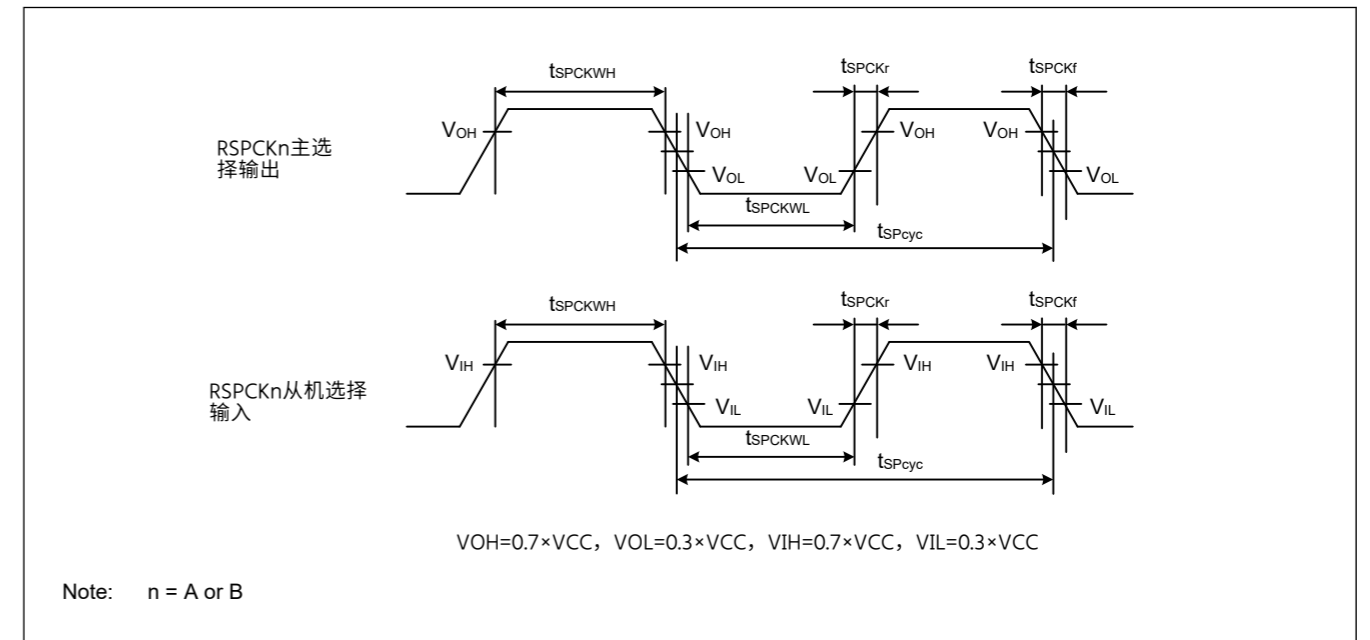 tSPCKWH
tSPCKr
tSPCKf
VOH
VOH
VOH
VOH
RSPCKn主选
择输出
VOL
VOL
VOL
tSPCKWL
tSPcyc
tSPCKWH
tSPCKr
tSPCKf
VIH
VIH
VIH
VIH
RSPCKn从机选择
输入
VIL
VIL
VIL
tSPCKWL
tSPcyc
VOH=0.7×VCC，VOL=0.3×VCC，VIH=0.7×VCC，VIL=0.3×VCC
Note: n = A or B